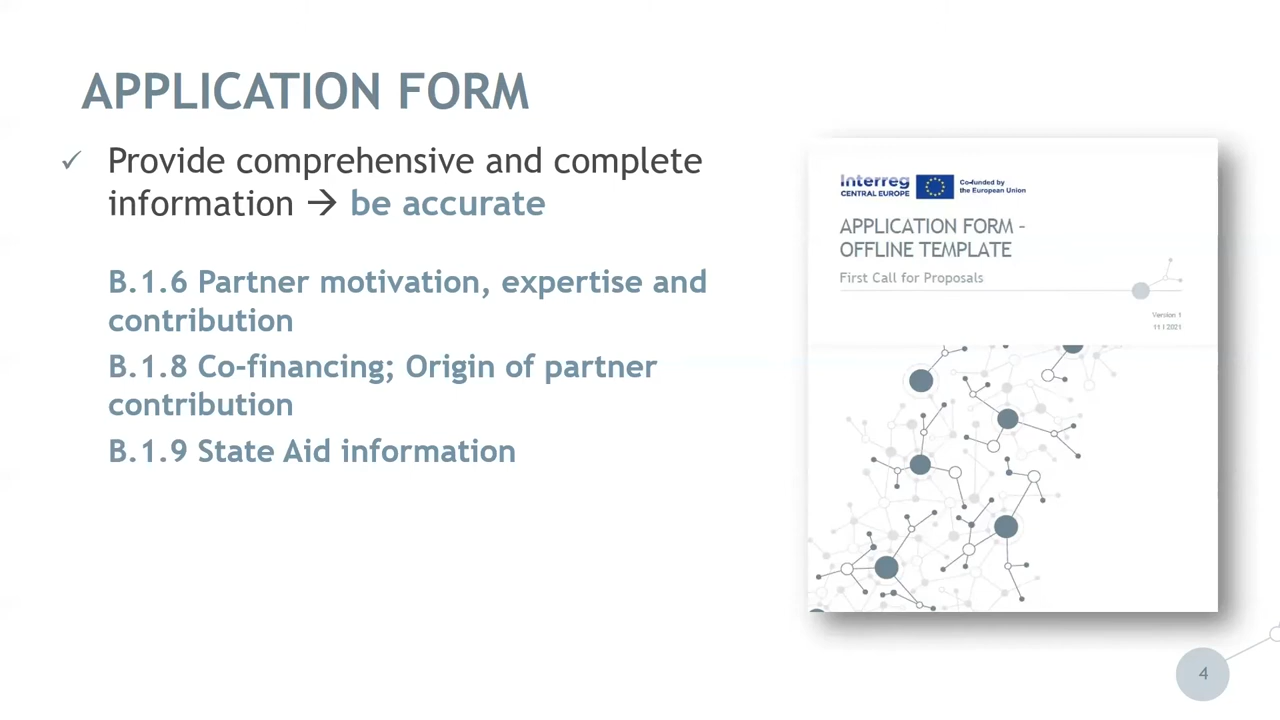 APPLICATION FORM
✓ Provide comprehensive and complete
information → be accurate
B.1.6 Partner motivation, expertise and
contribution
B.1.8 Co-financing; Origin of partner
contribution
B.1.9 State Aid information
Interreg
CENTRAL EUROPE
Co-funded by
the European Union
APPLICATION FORM –
OFFLINE TEMPLATE
First Call for Proposals
Version 1
11 I 2021
4